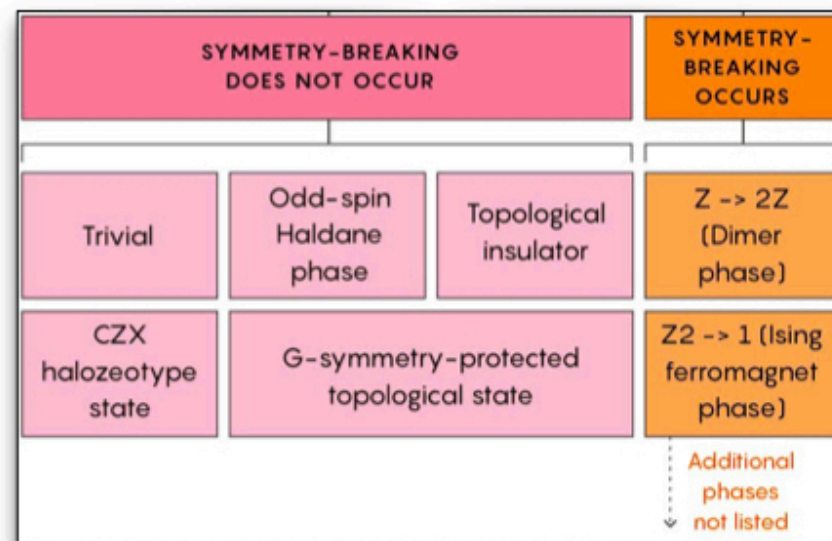 SYMMETRY-BREAKING
DOES NOT OCCUR
SYMMETRY-
BREAKING
OCCURS
Trivial
Odd-spin
Haldane
phase
Topological
insulator
Z -> 2Z
(Dimer
phase)
CZX
halozeotype
state
G-symmetry-protected
topological state
Z2 -> 1 (Ising
ferromagnet
phase)
Additional
phases
not listed